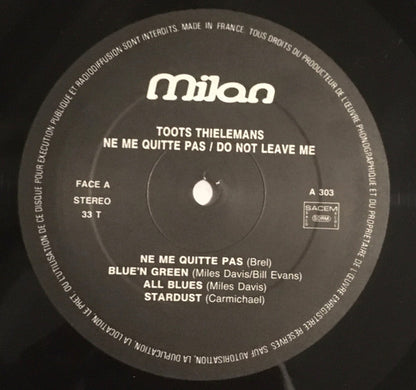 MADE IN FRANCE. TOUS DROITS DU PRODUCTEUR DE L'ŒUVRE PHONOGRAPHIQUE ET DU PROPRIETAIRE DE L'ŒUVRE ENREGISTREE RESERVES. SAUF AUTORISATION, LA DUPLICATION, LA LOCATION, LE PRET OU L'UTILISATION DE CE DISQUE POUR EXECUTION PUBLIQUE ET RADIODIFFUSION SONT INTERDITS.
Milan
TOOTS THIELEMANS
NE ME QUITTE PAS / DO NOT LEAVE ME
FACE A
A 303
STEREO
33 T
SACEM
SDRM
NE ME QUITTE PAS (Brel)
BLUE'N GREEN (Miles Davis/Bill Evans)
ALL BLUES (Miles Davis)
STARDUST (Carmichael)